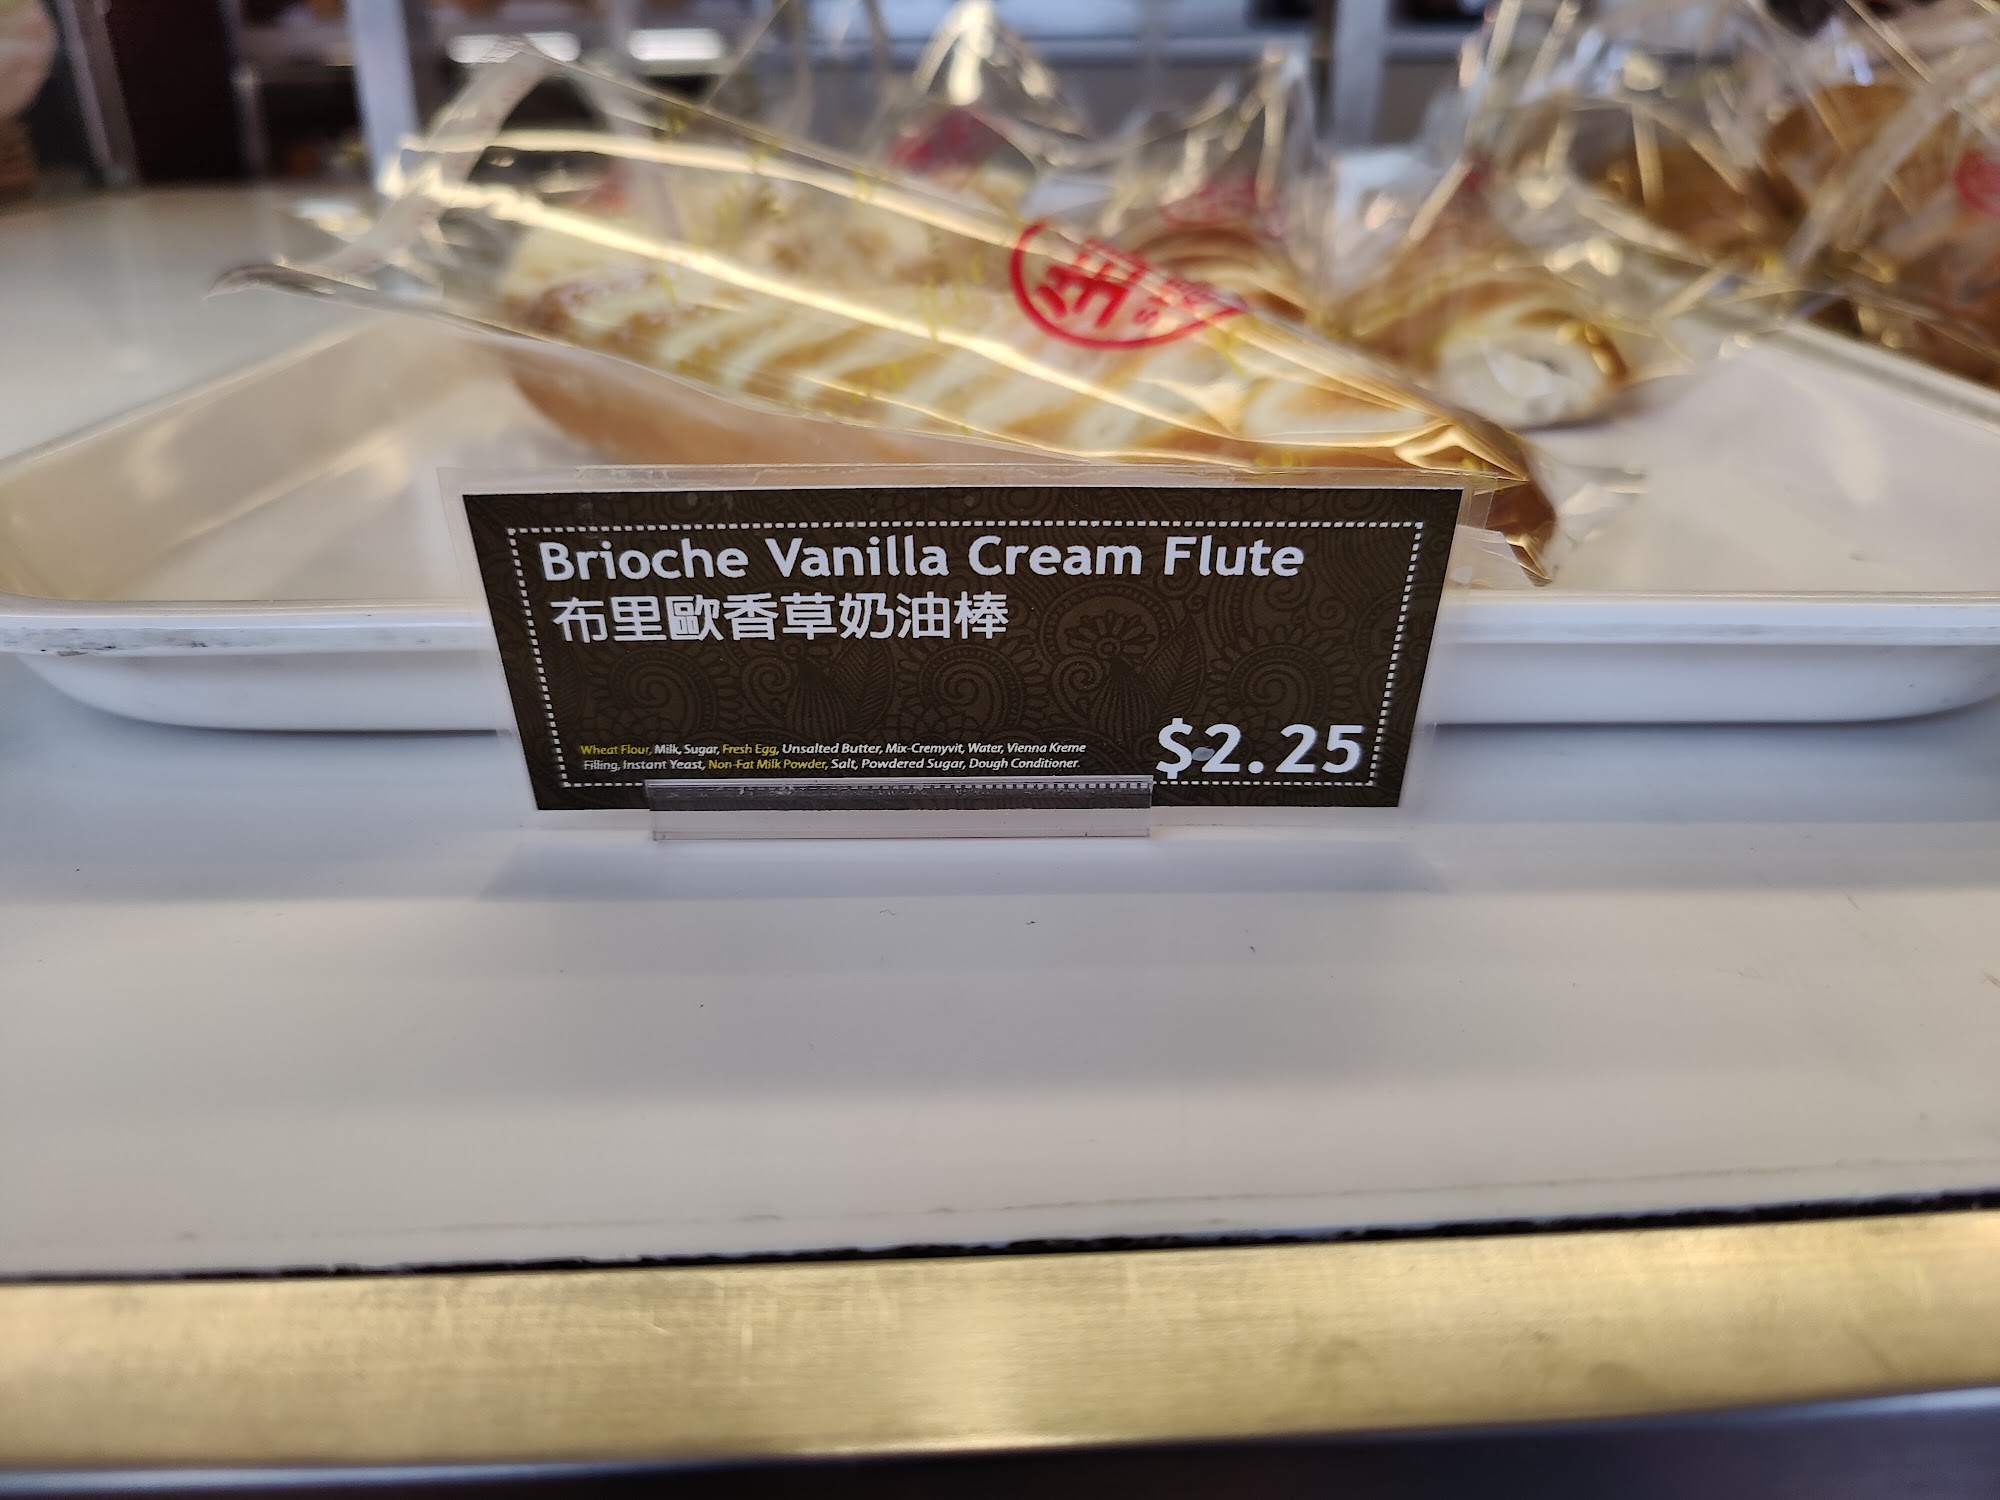 Brioche Vanilla Cream Flute
布里歐香草奶油棒
Wheat Flour, Milk, Sugar, Fresh Egg, Unsalted Butter, Mix-Cremyvit, Water, Vienna Kreme
Filling, Instant Yeast, Non-Fat Milk Powder, Salt, Powdered Sugar, Dough Conditioner.
$2.25